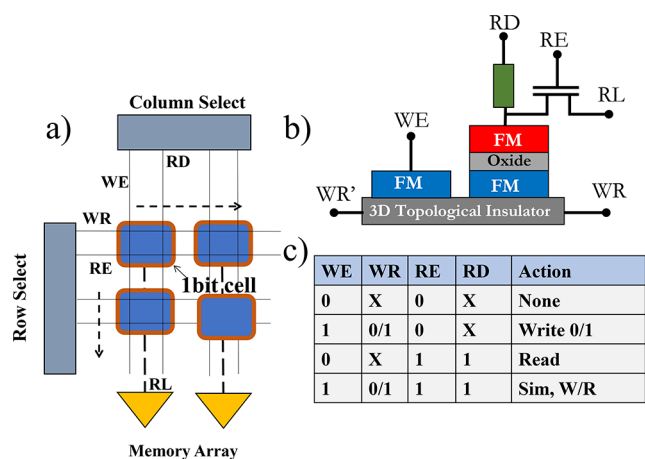 a)
Column Select
RD
WE
WR
RE
1bit cell
Row Select
RL
Memory Array
b)
RD
RE
RL
WE
FM
Oxide
FM
FM
WR'
3D Topological Insulator
WR
c)
WE WR RE RD Action
0 X 0 X None
1 0/1 0 X Write 0/1
0 X 1 1 Read
1 0/1 1 1 Sim, W/R